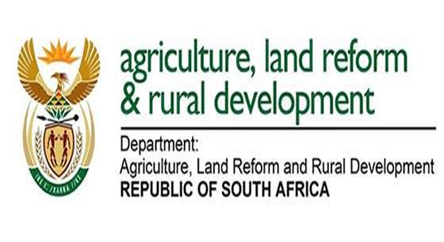 agriculture, land reform
& rural development
Department:
Agriculture, Land Reform and Rural Development
REPUBLIC OF SOUTH AFRICA